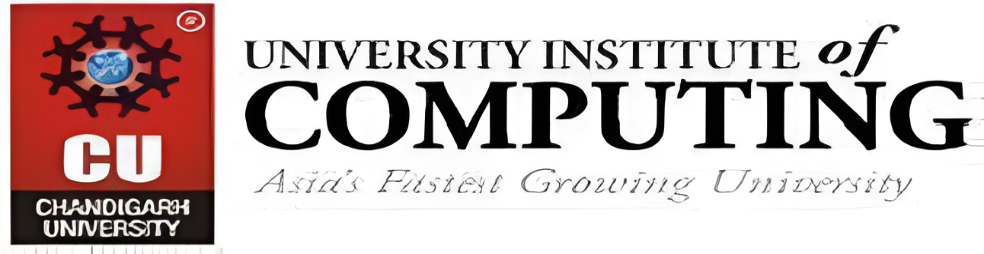 CU
CHANDIGARH
UNIVERSITY
UNIVERSITY INSTITUTE of
COMPUTING
Asia's Fastest Growing University